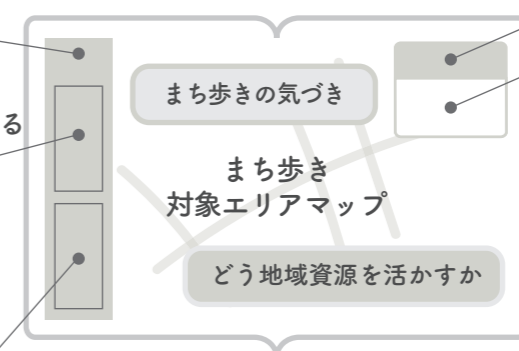 まち歩きの気づき
る
まち歩き
対象エリアマップ
どう地域資源を活かすか